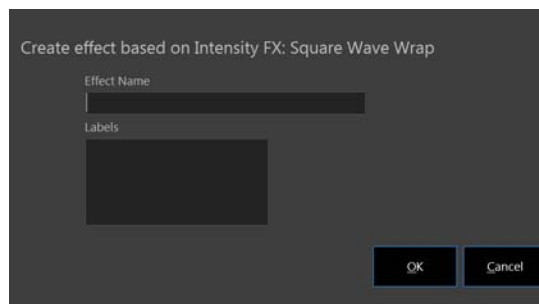 Create effect based on Intensity FX: Square Wave Wrap
Effect Name
Labels
OK
Cancel